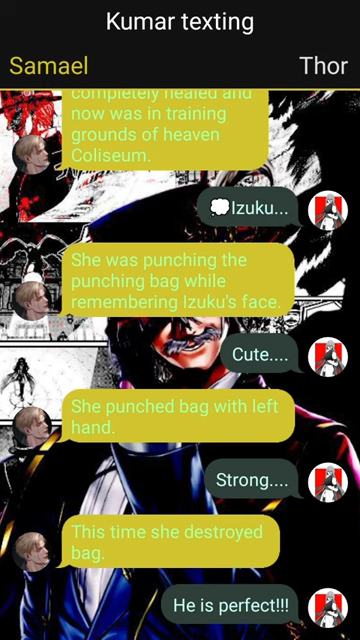 Kumar texting
Samael
Thor
completely healed and
now was in training
grounds of heaven
Coliseum.
💭Izuku...
She was punching the
punching bag while
remembering Izuku's face.
Cute....
She punched bag with left
hand.
Strong....
This time she destroyed
bag.
He is perfect!!!